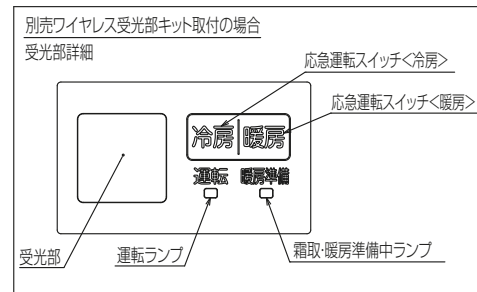 別売ワイヤレス受光部キット取付の場合
受光部詳細
応急運転スイッチ<冷房>
応急運転スイッチ<暖房>
冷房 暖房
運転 暖房準備
受光部
運転ランプ
霜取・暖房準備中ランプ